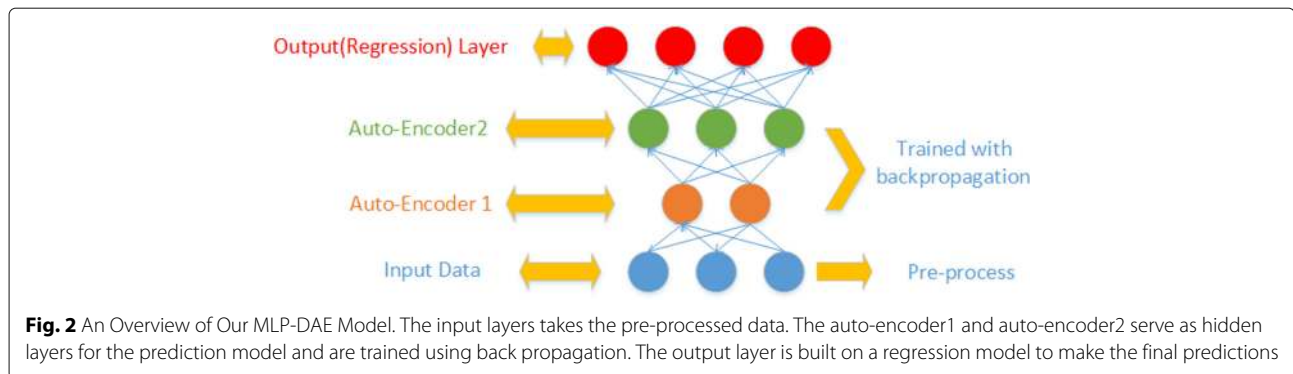 Output(Regression) Layer
Auto-Encoder2
Trained with
backpropagation
Auto-Encoder 1
Input Data
Pre-process
Fig. 2 An Overview of Our MLP-DAE Model. The input layers takes the pre-processed data. The auto-encoder1 and auto-encoder2 serve as hidden
layers for the prediction model and are trained using back propagation. The output layer is built on a regression model to make the final predictions